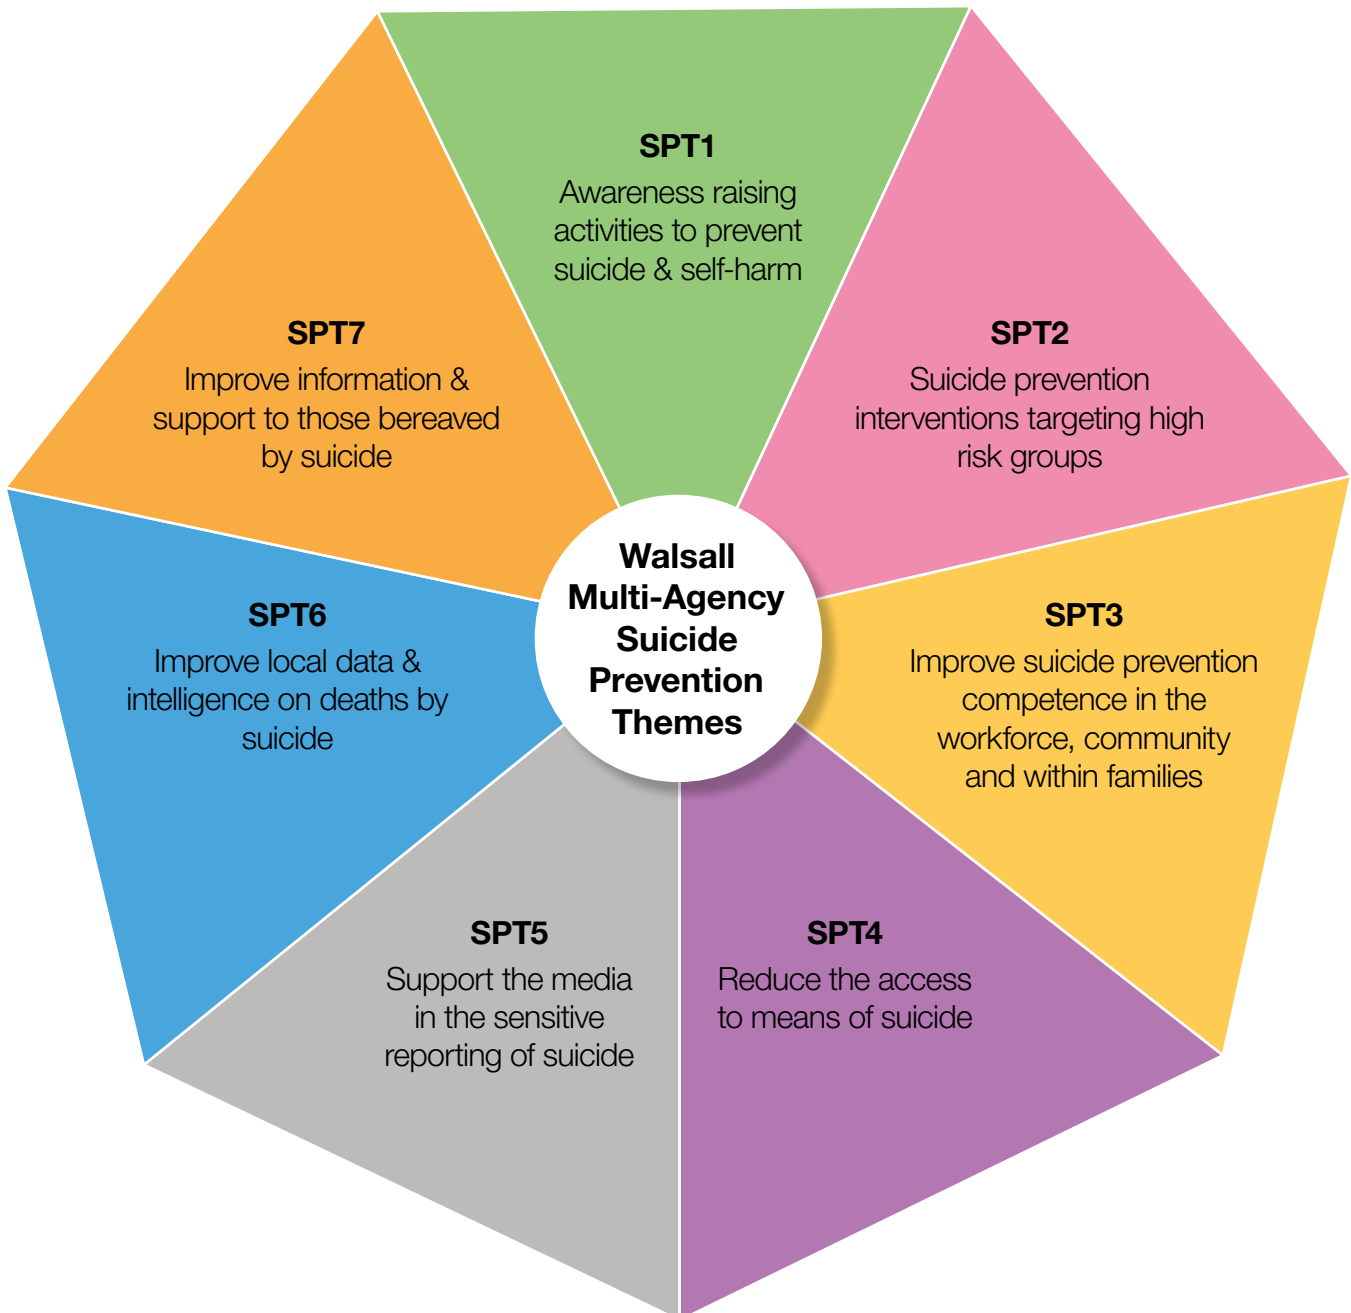 SPT1
Awareness raising
activities to prevent
suicide & self-harm
SPT2
Suicide prevention
interventions targeting high
risk groups
SPT3
Improve suicide prevention
competence in the
workforce, community
and within families
SPT4
Reduce the access
to means of suicide
SPT5
Support the media
in the sensitive
reporting of suicide
SPT6
Improve local data &
intelligence on deaths by
suicide
SPT7
Improve information &
support to those bereaved
by suicide
Walsall
Multi-Agency
Suicide
Prevention
Themes